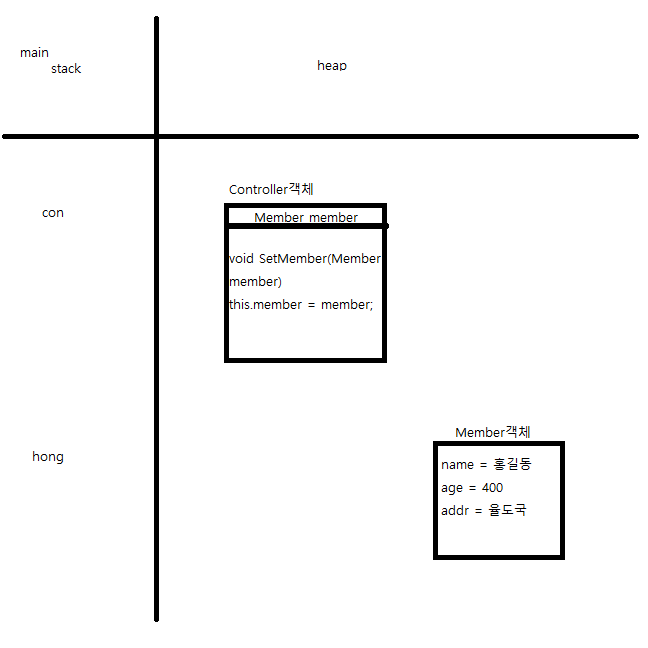 main
stack
heap
Controller객체
con
Member member
void SetMember(Member
member)
this.member = member;
Member객체
hong
name = 홍길동
age = 400
addr = 율도국